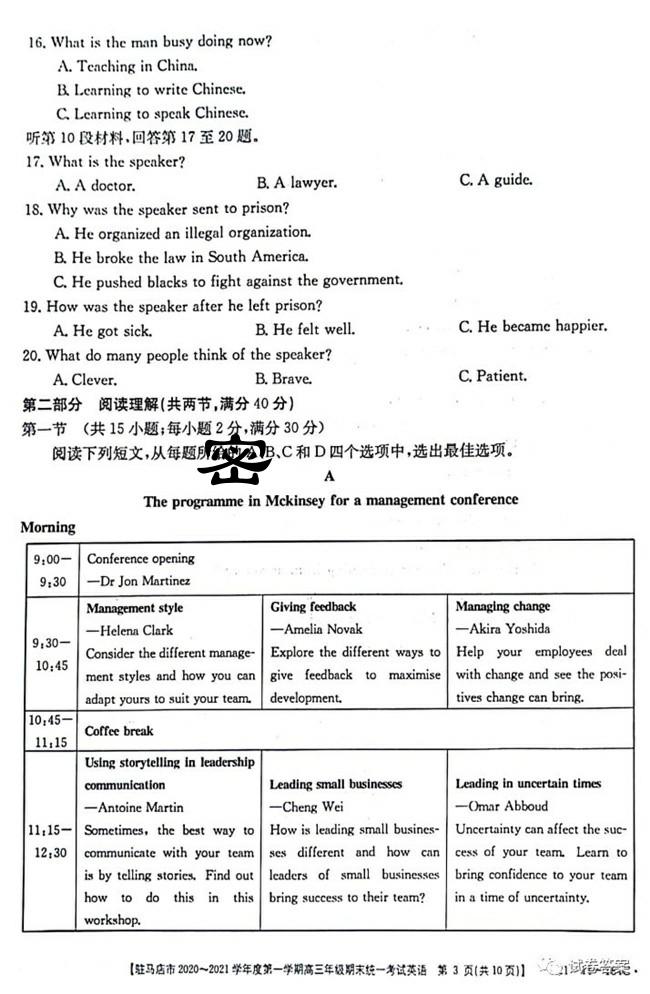 16. What is the man busy doing now?
A. Teaching in China.
B. Learning to write Chinese.
C. Learning to speak Chinese.
听第 10 段材料,回答第 17 至 20 题。
17. What is the speaker?
A. A doctor. B. A lawyer. C. A guide.
18. Why was the speaker sent to prison?
A. He organized an illegal organization.
B. He broke the law in South America.
C. He pushed blacks to fight against the government.
19. How was the speaker after he left prison?
A. He got sick. B. He felt well. C. He became happier.
20. What do many people think of the speaker?
A. Clever. B. Brave. C. Patient.
第二部分 阅读理解(共两节,满分 40 分)
第一节 (共 15 小题;每小题 2 分,满分 30 分)
阅读下列短文,从每题所 B、C 和 D 四个选项中,选出最佳选项。
密
A
The programme in Mckinsey for a management conference
Morning
9:00—
9:30
Conference opening
—Dr Jon Martinez
9:30—
10:45
Management style
—Helena Clark
Consider the different manage-
ment styles and how you can
adapt yours to suit your team.
Giving feedback
—Amelia Novak
Explore the different ways to
give feedback to maximise
development.
Managing change
—Akira Yoshida
Help your employees deal
with change and see the posi-
tives change can bring.
10:45—
11:15
Coffee break
11:15—
12:30
Using storytelling in leadership
communication
—Antoine Martin
Sometimes, the best way to
communicate with your team
is by telling stories. Find out
how to do this in this
workshop.
Leading small businesses
—Cheng Wei
How is leading small busines-
ses different and how can
leaders of small businesses
bring success to their team?
Leading in uncertain times
—Omar Abboud
Uncertainty can affect the suc-
cess of your team. Learn to
bring confidence to your team
in a time of uncertainty.
【驻马店市 2020~2021 学年度第一学期高三年级期末统一考试英语 第 3 页(共 10 页)】
试卷答案